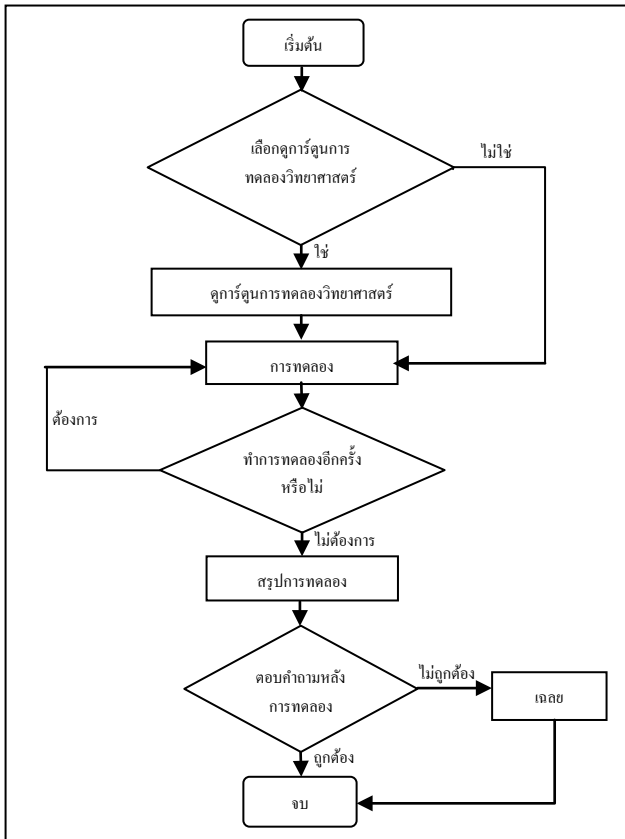 เริ่มต้น
เลือกดูการ์ตูนการ
ทดลองวิทยาศาสตร์
ไม่ใช่
ใช่
ดูการ์ตูนการทดลองวิทยาศาสตร์
การทดลอง
ต้องการ
ทำการทดลองอีกครั้ง
หรือไม่
ไม่ต้องการ
สรุปการทดลอง
ตอบคำถามหลัง
การทดลอง
ไม่ถูกต้อง
เฉลย
ถูกต้อง
จบ